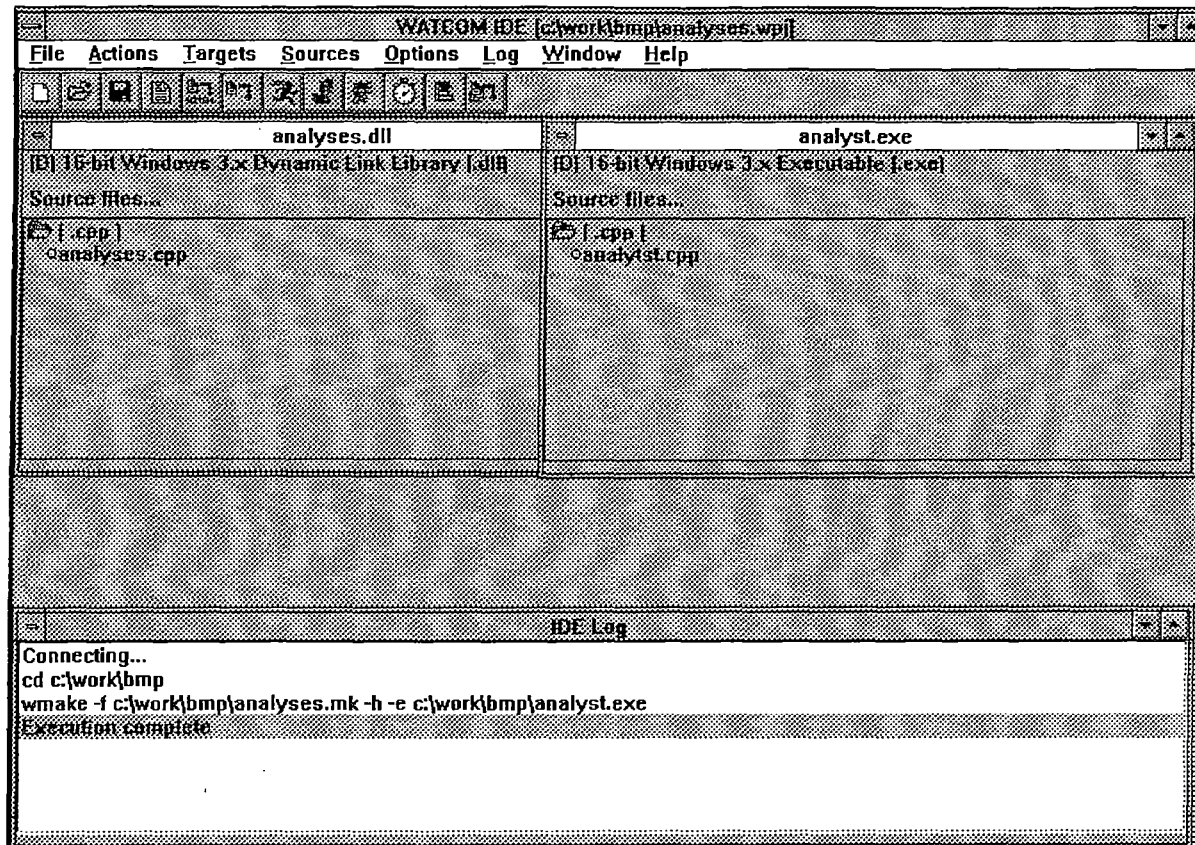 WATCOM IDE [c:\work\bmp\analyses.wpj]
File Actions Targets Sources Options Log Window Help
analyses.dll
[D] 16-bit Windows 3.x Dynamic Link Library [.dll]
Source files...
[ .cpp ]
analyses.cpp
analyst.exe
[D] 16-bit Windows 3.x Executable [.exe]
Source files...
[ .cpp ]
analytst.cpp
IDE Log
Connecting...
cd c:\work\bmp
wmake -f c:\work\bmp\analyses.mk -h -e c:\work\bmp\analyst.exe
Execution complete